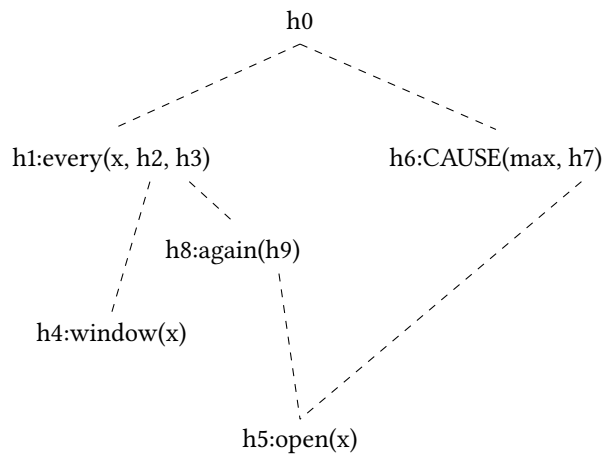 h0
h1:every(x, h2, h3) h6:CAUSE(max, h7)
h8:again(h9)
h4:window(x)
h5:open(x)